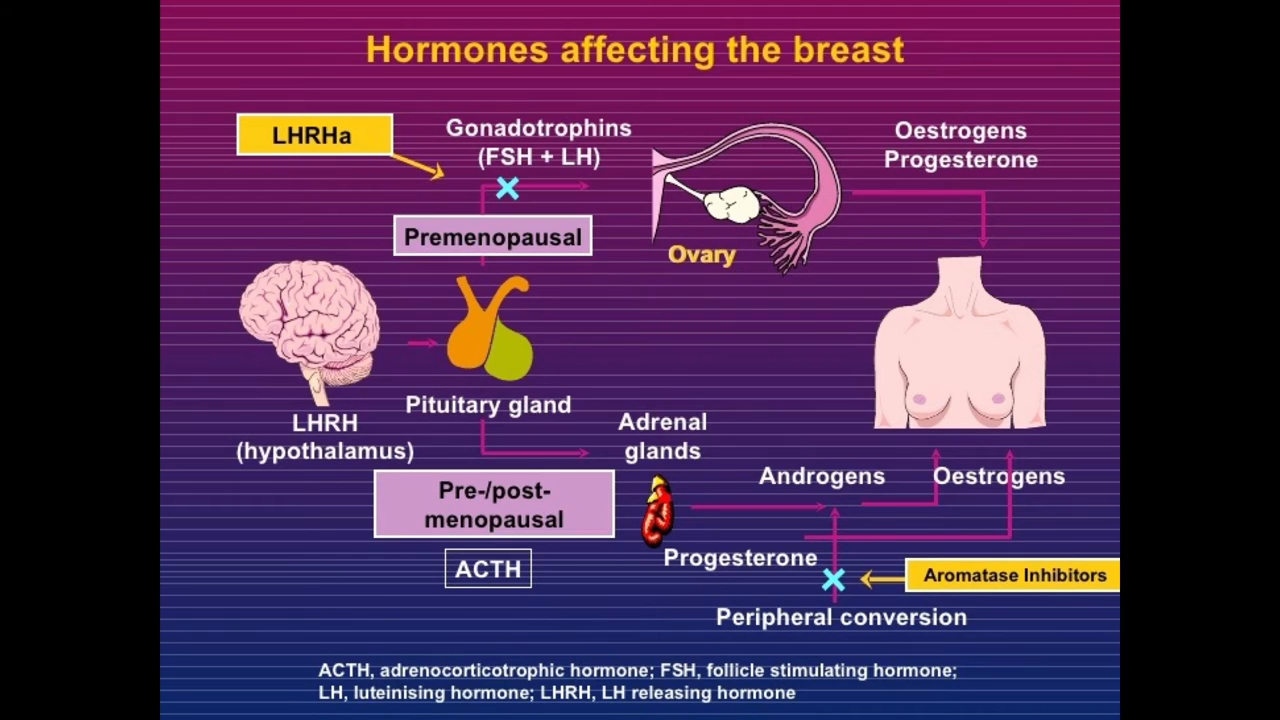 Hormones affecting the breast
LHRHa
Gonadotrophins
(FSH + LH)
Oestrogens
Progesterone
Premenopausal
Ovary
Pituitary gland
LHRH
(hypothalamus)
Adrenal
glands
Androgens
Oestrogens
Pre-/post-
menopausal
ACTH
Progesterone
Aromatase Inhibitors
Peripheral conversion
ACTH, adrenocorticotrophic hormone; FSH, follicle stimulating hormone;
LH, luteinising hormone; LHRH, LH releasing hormone